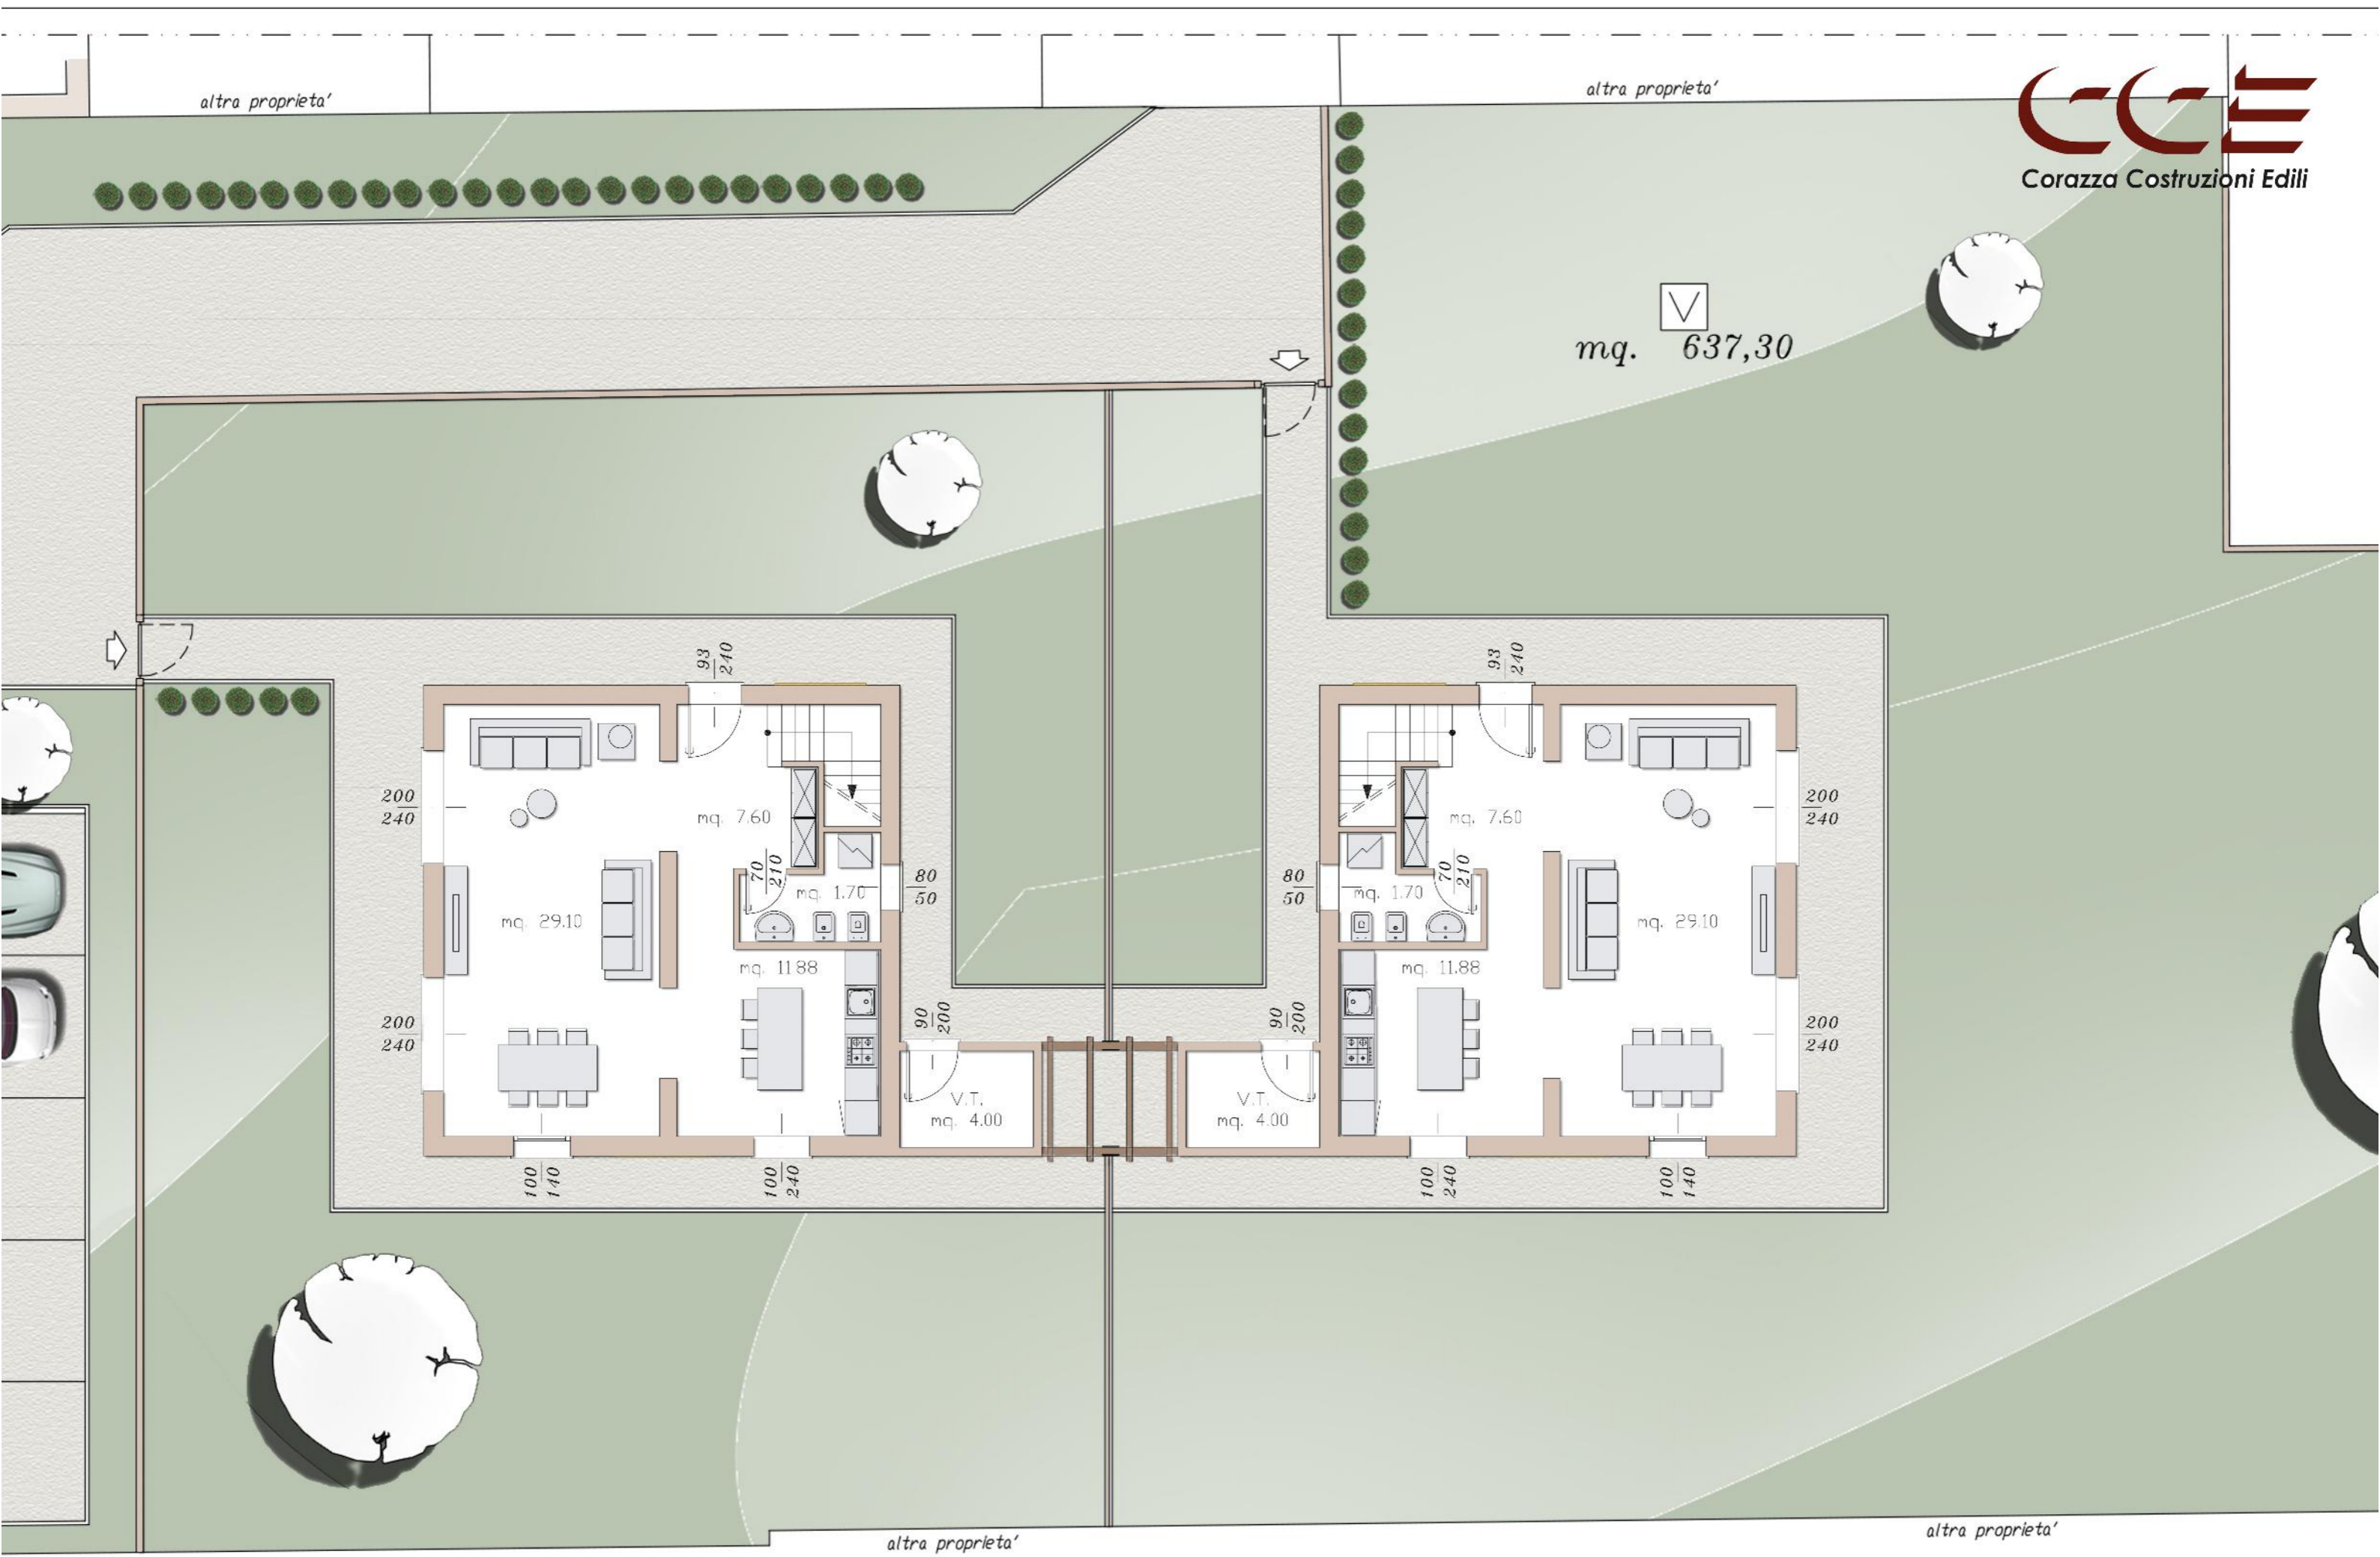 altra proprieta'
altra proprieta'
CCE
Corazza Costruzioni Edili
V
mq. 637,30
93
240
93
240
200
240
mq. 7.60
mq. 7.60
200
240
70
210
mq. 1.70
80
50
80
50
mq. 1.70
70
210
mq. 29.10
mq. 29.10
mq. 11.88
mq. 11.88
200
240
90
200
90
200
200
240
V.T.
mq. 4.00
V.T.
mq. 4.00
100
140
100
240
100
240
100
140
altra proprieta'
altra proprieta'